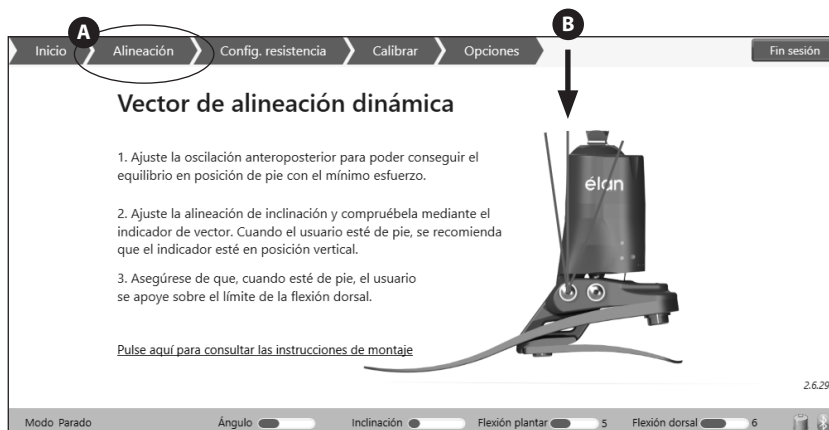 A
B
Inicio
Alineación
Config. resistencia
Calibrar
Opciones
Fin sesión
Vector de alineación dinámica
1. Ajuste la oscilación anteroposterior para poder conseguir el
equilibrio en posición de pie con el mínimo esfuerzo.
2. Ajuste la alineación de inclinación y compruébela mediante el
indicador de vector. Cuando el usuario esté de pie, se recomienda
que el indicador esté en posición vertical.
3. Asegúrese de que, cuando esté de pie, el usuario
se apoye sobre el límite de la flexión dorsal.
Pulse aquí para consultar las instrucciones de montaje
élan
2.6.29
Modo Parado
Ángulo
Inclinación
Flexión plantar 5
Flexión dorsal 6